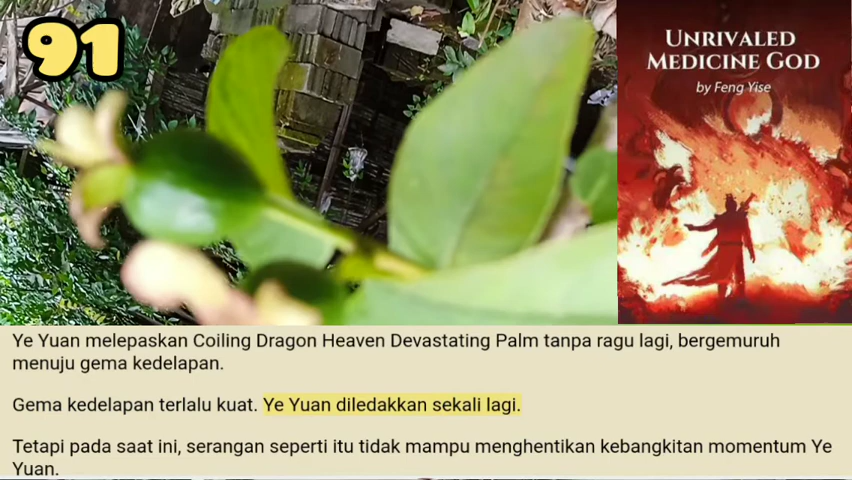 91
UNRIVALED
MEDICINE GOD
by Feng Yise
Ye Yuan melepaskan Coiling Dragon Heaven Devastating Palm tanpa ragu lagi, bergemuruh
menuju gema kedelapan.
Gema kedelapan terlalu kuat. Ye Yuan diledakkan sekali lagi.
Tetapi pada saat ini, serangan seperti itu tidak mampu menghentikan kebangkitan momentum Ye
Yuan.